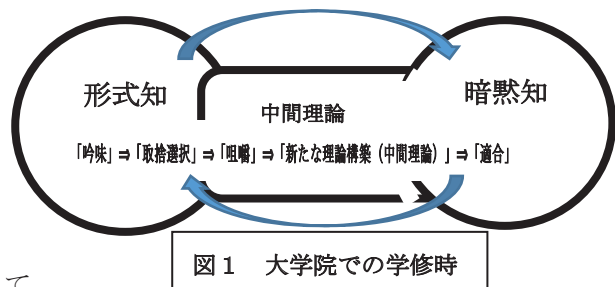 形式知
暗黙知
中間理論
「吟味」⇒「取捨選択」⇒「咀嚼」⇒「新たな理論構築（中間理論）」⇒「適合」
図１　大学院での学修時
て